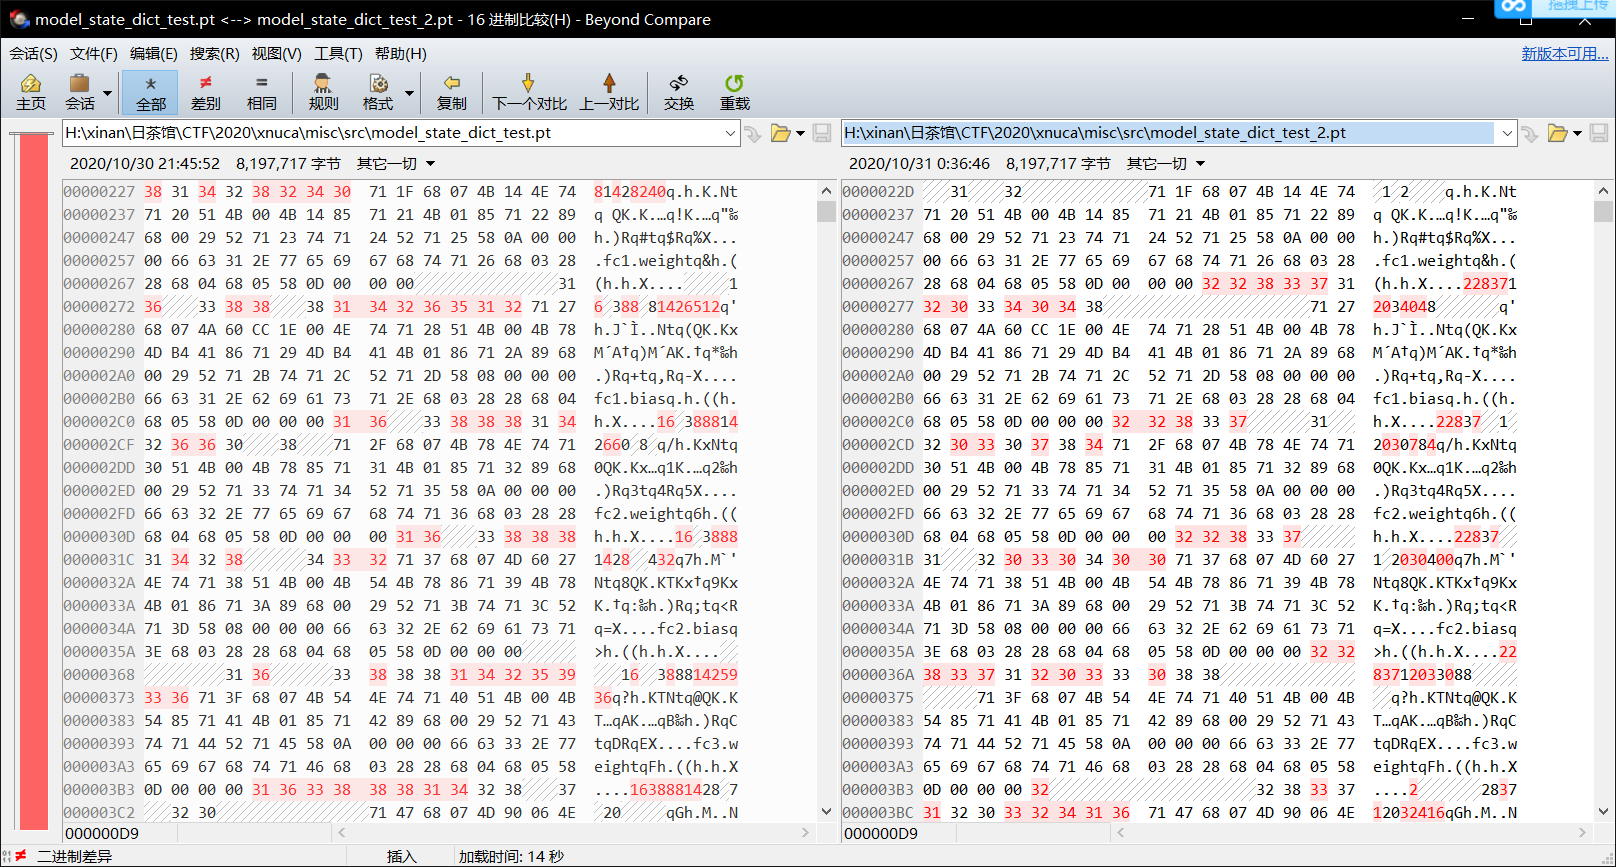 model_state_dict_test.pt <--> model_state_dict_test_2.pt - 16 进制比较(H) - Beyond Compare
拖拽上传
会话(S) 文件(F) 编辑(E) 搜索(R) 视图(V) 工具(T) 帮助(H)
新版本可用...
主页 会话 全部 差别 相同 规则 格式 复制 下一个对比 上一对比 交换 重载
H:\xinan\日茶馆\CTF\2020\xnuca\misc\src\model_state_dict_test.pt
H:\xinan\日茶馆\CTF\2020\xnuca\misc\src\model_state_dict_test_2.pt
2020/10/30 21:45:52 8,197,717 字节 其它一切
2020/10/31 0:36:46 8,197,717 字节 其它一切
00000227 38 31 34 32 38 32 34 30 71 1F 68 07 4B 14 4E 74 81428240q.h.K.Nt
00000237 71 20 51 4B 00 4B 14 85 71 21 4B 01 85 71 22 89 q QK.K.…q!K.…q"‰
00000247 68 00 29 52 71 23 74 71 24 52 71 25 58 0A 00 00 h.)Rq#tq$Rq%X...
00000257 00 66 63 31 2E 77 65 69 67 68 74 71 26 68 03 28 .fc1.weightq&h.(
00000267 28 68 04 68 05 58 0D 00 00 00 31 (h.h.X....1
00000272 36 33 38 38 38 31 34 32 36 35 31 32 71 27 6388 81426512q'
00000280 68 07 4A 60 CC 1E 00 4E 74 71 28 51 4B 00 4B 78 h.J`Ì..Ntq(QK.Kx
00000290 4D B4 41 86 71 29 4D B4 41 4B 01 86 71 2A 89 68 M´A†q)M´AK.†q*‰h
000002A0 00 29 52 71 2B 74 71 2C 52 71 2D 58 08 00 00 00 .)Rq+tq,Rq-X....
000002B0 66 63 31 2E 62 69 61 73 71 2E 68 03 28 28 68 04 fc1.biasq.h.((h.
000002C0 68 05 58 0D 00 00 00 31 36 33 38 38 38 31 34 h.X....16 388814
000002CF 32 36 36 30 38 71 2F 68 07 4B 78 4E 74 71 2660 8 q/h.KxNtq
000002DD 30 51 4B 00 4B 78 85 71 31 4B 01 85 71 32 89 68 0QK.Kx…q1K.…q2‰h
000002ED 00 29 52 71 33 74 71 34 52 71 35 58 0A 00 00 00 .)Rq3tq4Rq5X....
000002FD 66 63 32 2E 77 65 69 67 68 74 71 36 68 03 28 28 fc2.weightq6h.((
0000030D 68 04 68 05 58 0D 00 00 00 31 36 33 38 38 38 h.h.X....16 3888
0000031C 31 34 32 38 34 33 32 71 37 68 07 4D 60 27 1428 432q7h.M`'
0000032A 4E 74 71 38 51 4B 00 4B 54 4B 78 86 71 39 4B 78 Ntq8QK.KTKx†q9Kx
0000033A 4B 01 86 71 3A 89 68 00 29 52 71 3B 74 71 3C 52 K.†q:‰h.)Rq;tq<R
0000034A 71 3D 58 08 00 00 00 66 63 32 2E 62 69 61 73 71 q=X....fc2.biasq
0000035A 3E 68 03 28 28 68 04 68 05 58 0D 00 00 00 >h.((h.h.X....
00000368 31 36 33 38 38 38 31 34 32 35 39 16 388814259
00000373 33 36 71 3F 68 07 4B 54 4E 74 71 40 51 4B 00 4B 36q?h.KTNtq@QK.K
00000383 54 85 71 41 4B 01 85 71 42 89 68 00 29 52 71 43 T…qAK.…qB‰h.)RqC
00000393 74 71 44 52 71 45 58 0A 00 00 00 66 63 33 2E 77 tqDRqEX....fc3.w
000003A3 65 69 67 68 74 71 46 68 03 28 28 68 04 68 05 58 eightqFh.((h.h.X
000003B3 0D 00 00 00 31 36 33 38 38 38 31 34 32 38 37 ....1638881428 7
000003C2 32 30 71 47 68 07 4D 90 06 4E 20 qGh.M..N
0000022D 31 32 71 1F 68 07 4B 14 4E 74 1 2 q.h.K.Nt
00000237 71 20 51 4B 00 4B 14 85 71 21 4B 01 85 71 22 89 q QK.K.…q!K.…q"‰
00000247 68 00 29 52 71 23 74 71 24 52 71 25 58 0A 00 00 h.)Rq#tq$Rq%X...
00000257 00 66 63 31 2E 77 65 69 67 68 74 71 26 68 03 28 .fc1.weightq&h.(
00000267 28 68 04 68 05 58 0D 00 00 00 32 32 38 33 37 31 (h.h.X....228371
00000277 32 30 33 34 30 34 38 71 27 2034048 q'
00000280 68 07 4A 60 CC 1E 00 4E 74 71 28 51 4B 00 4B 78 h.J`Ì..Ntq(QK.Kx
00000290 4D B4 41 86 71 29 4D B4 41 4B 01 86 71 2A 89 68 M´A†q)M´AK.†q*‰h
000002A0 00 29 52 71 2B 74 71 2C 52 71 2D 58 08 00 00 00 .)Rq+tq,Rq-X....
000002B0 66 63 31 2E 62 69 61 73 71 2E 68 03 28 28 68 04 fc1.biasq.h.((h.
000002C0 68 05 58 0D 00 00 00 32 32 38 33 37 31 h.X....22837 1
000002CD 32 30 33 30 37 38 34 71 2F 68 07 4B 78 4E 74 71 2030784q/h.KxNtq
000002DD 30 51 4B 00 4B 78 85 71 31 4B 01 85 71 32 89 68 0QK.Kx…q1K.…q2‰h
000002ED 00 29 52 71 33 74 71 34 52 71 35 58 0A 00 00 00 .)Rq3tq4Rq5X....
000002FD 66 63 32 2E 77 65 69 67 68 74 71 36 68 03 28 28 fc2.weightq6h.((
0000030D 68 04 68 05 58 0D 00 00 00 32 32 38 33 37 h.h.X....22837
0000031B 31 32 30 33 30 34 30 30 71 37 68 07 4D 60 27 1 2030400q7h.M`'
0000032A 4E 74 71 38 51 4B 00 4B 54 4B 78 86 71 39 4B 78 Ntq8QK.KTKx†q9Kx
0000033A 4B 01 86 71 3A 89 68 00 29 52 71 3B 74 71 3C 52 K.†q:‰h.)Rq;tq<R
0000034A 71 3D 58 08 00 00 00 66 63 32 2E 62 69 61 73 71 q=X....fc2.biasq
0000035A 3E 68 03 28 28 68 04 68 05 58 0D 00 00 00 32 32 >h.((h.h.X....22
0000036A 38 33 37 31 32 30 33 33 30 38 38 83712033088
00000375 71 3F 68 07 4B 54 4E 74 71 40 51 4B 00 4B q?h.KTNtq@QK.K
00000383 54 85 71 41 4B 01 85 71 42 89 68 00 29 52 71 43 T…qAK.…qB‰h.)RqC
00000393 74 71 44 52 71 45 58 0A 00 00 00 66 63 33 2E 77 tqDRqEX....fc3.w
000003A3 65 69 67 68 74 71 46 68 03 28 28 68 04 68 05 58 eightqFh.((h.h.X
000003B3 0D 00 00 00 32 32 38 33 37 ....2 2837
000003BC 31 32 30 33 32 34 31 36 71 47 68 07 4D 90 06 4E 12032416qGh.M..N
000000D9
000000D9
二进制差异 插入 加载时间: 14 秒